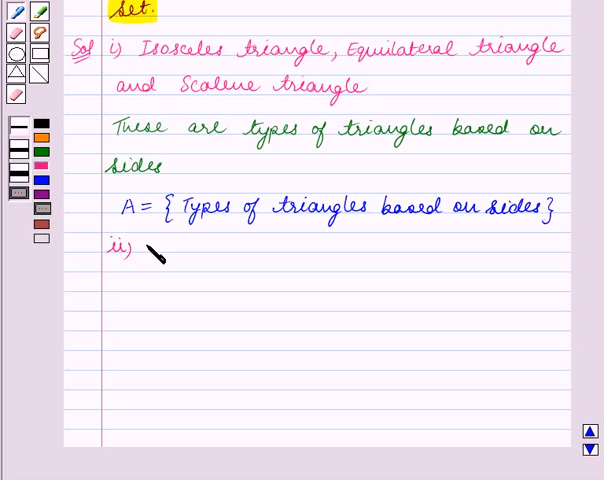 set.
Sol i) Isosceles triangle, Equilateral triangle
and Scalene triangle
These are types of triangles based on
sides
A = { Types of triangles based on sides }
ii)